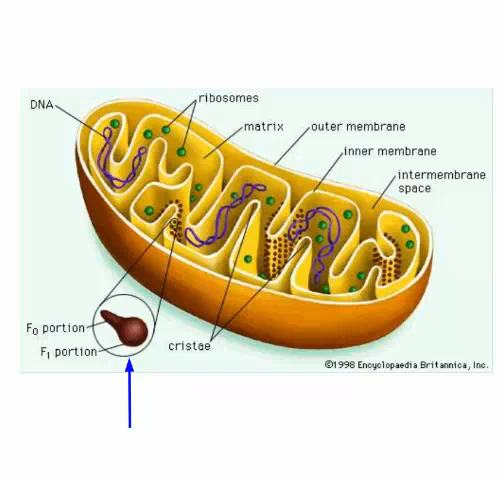 ribosomes
DNA
matrix
outer membrane
inner membrane
intermembrane
space
F0 portion
F1 portion
cristae
©1998 Encyclopaedia Britannica, Inc.